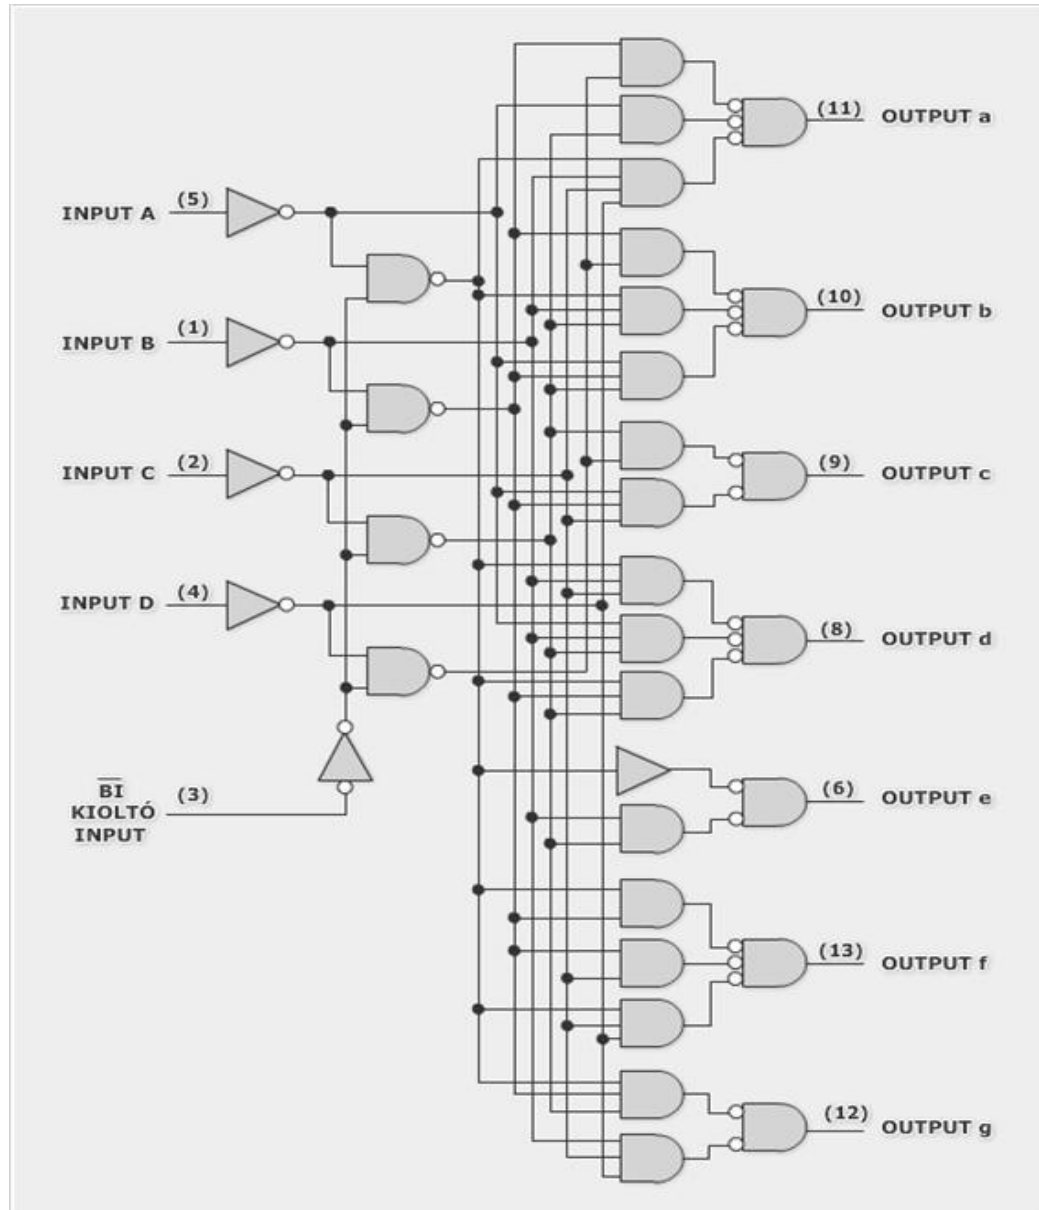 (11)
OUTPUT a
(5)
INPUT A
(10)
OUTPUT b
(1)
INPUT B
(2)
INPUT C
(9)
OUTPUT c
(4)
INPUT D
(8)
OUTPUT d
B̅I̅
KIOLTÓ
INPUT
(3)
(6)
OUTPUT e
(13)
OUTPUT f
(12)
OUTPUT g